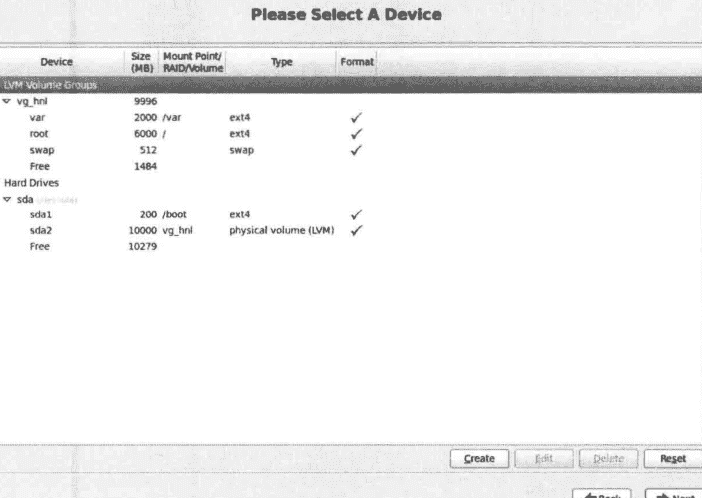 Please Select A Device
Device Size (MB) Mount Point/ RAID/Volume Type Format
LVM Volume Groups
vg_hnl 9996
var 2000 /var ext4
root 6000 / ext4
swap 512 swap
Free 1484
Hard Drives
sda
sda1 200 /boot ext4
sda2 10000 vg_hnl physical volume (LVM)
Free 10279
Create Edit Delete Reset
Back Next